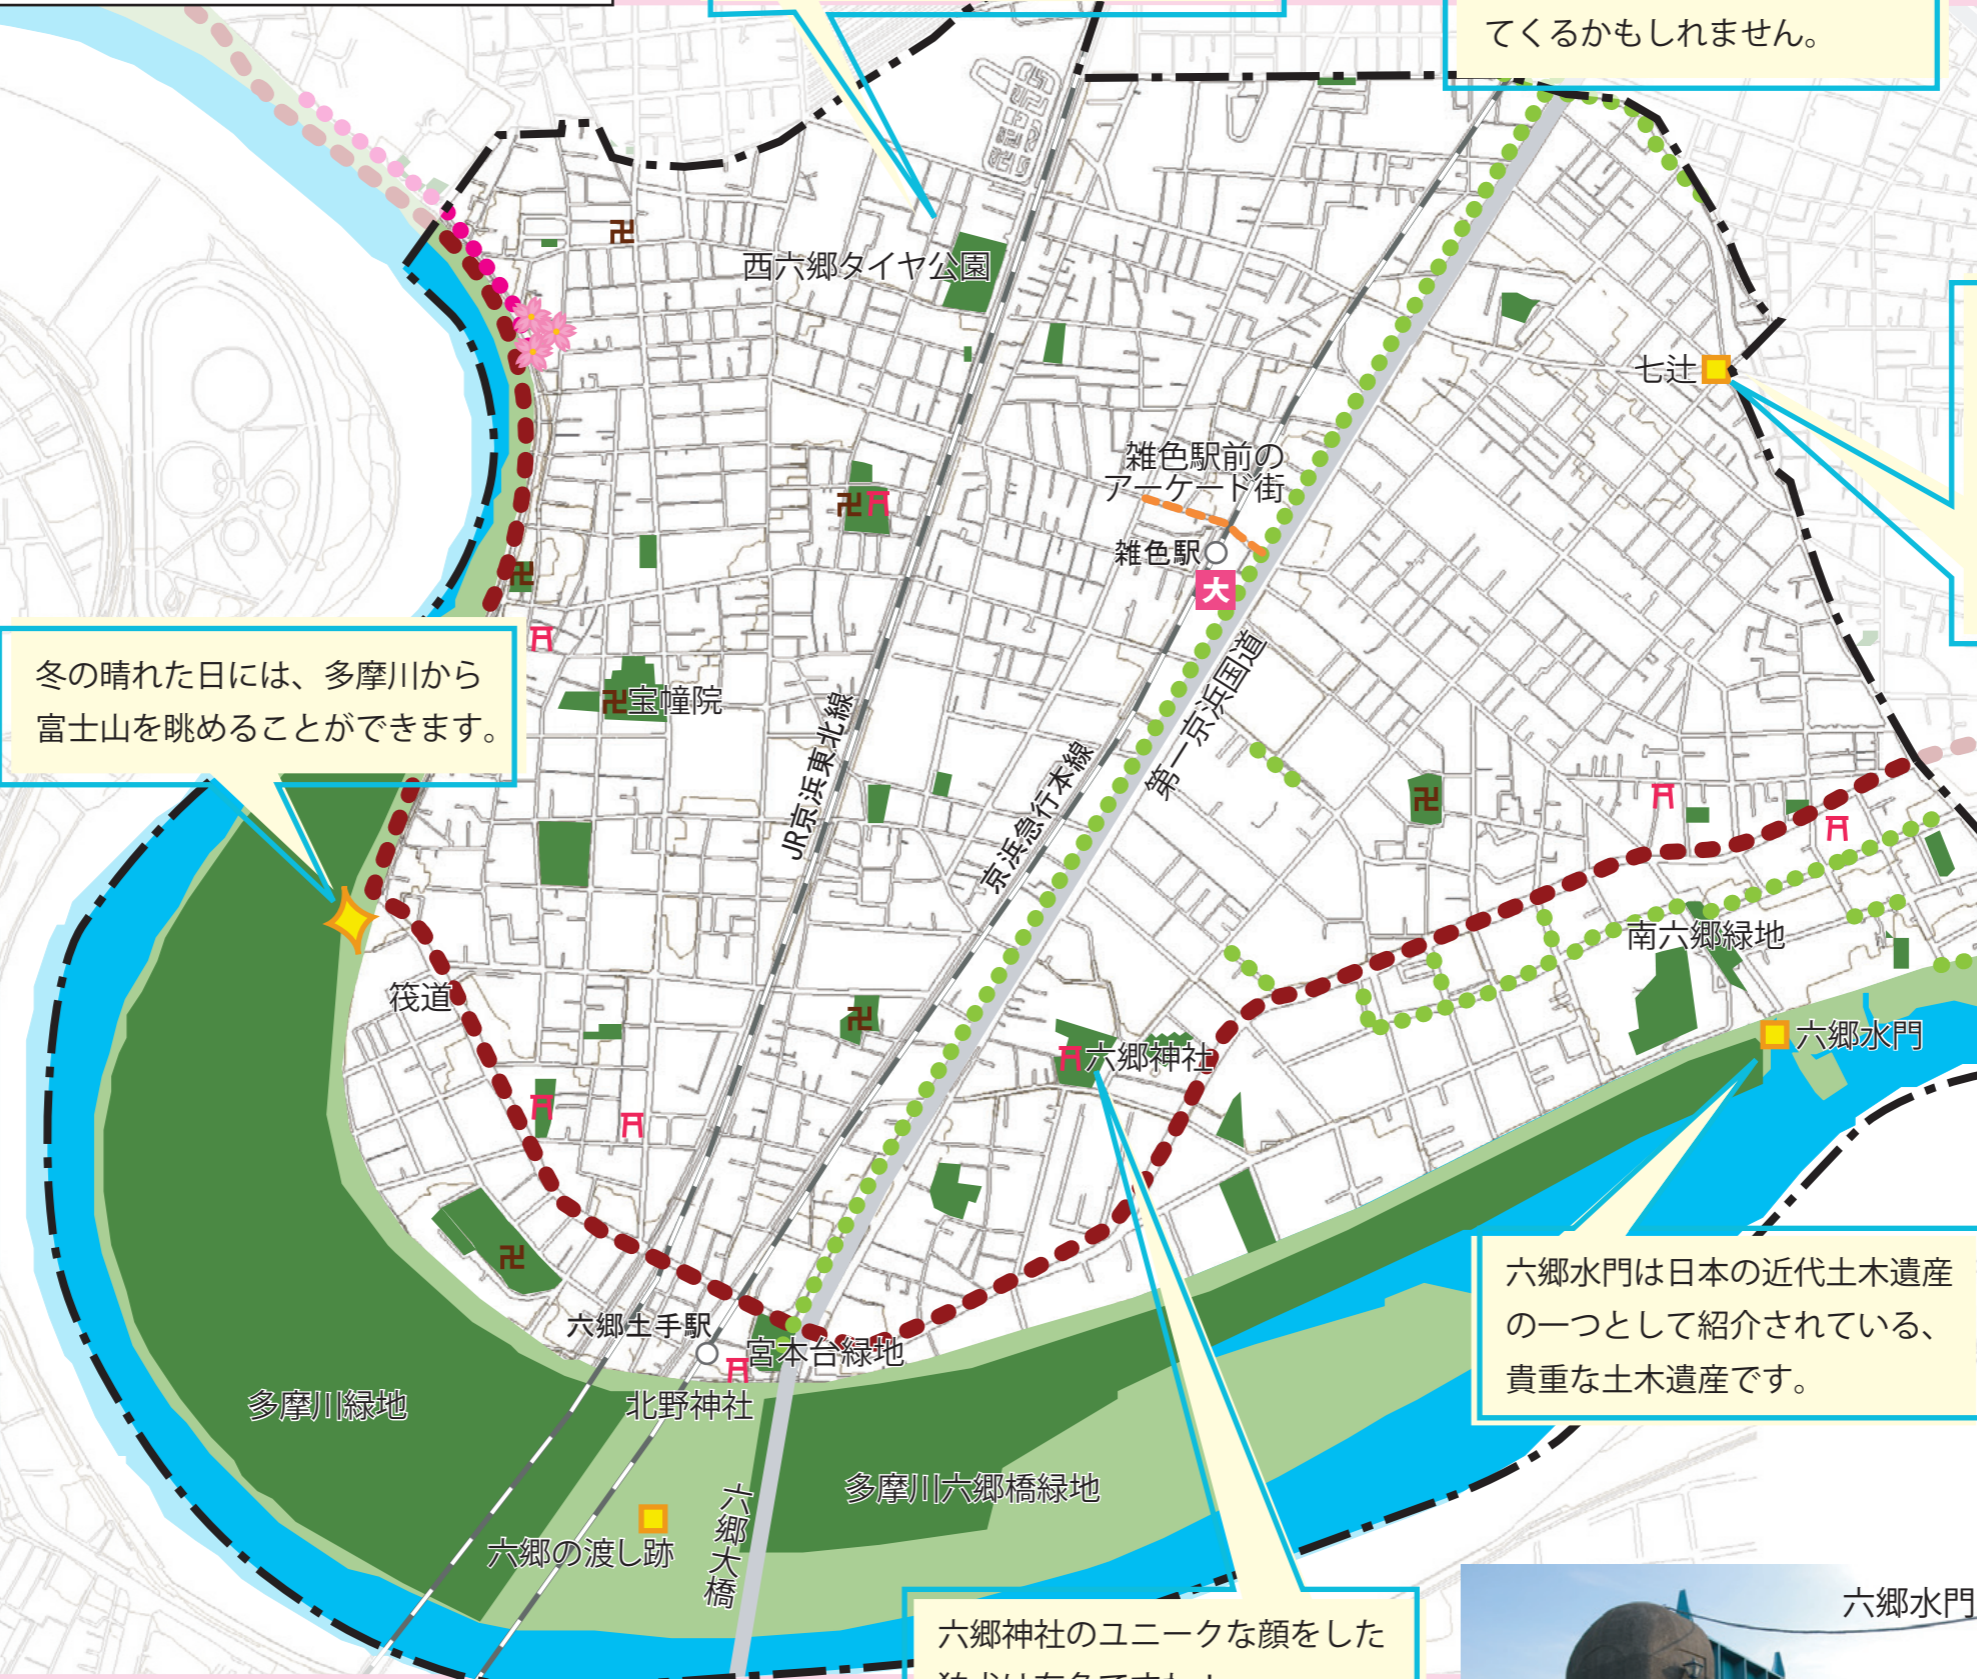 てくるかもしれません。
西六郷タイヤ公園
七辻
雑色駅前の
アーケード街
雑色駅
大
冬の晴れた日には、多摩川から
富士山を眺めることができます。
宝幢院
JR京浜東北線
京浜急行本線
第一京浜国道
筏道
南六郷緑地
六郷水門
六郷神社
六郷水門は日本の近代土木遺産
の一つとして紹介されている、
貴重な土木遺産です。
六郷土手駅
宮本台緑地
北野神社
多摩川緑地
多摩川六郷橋緑地
六郷の渡し跡
六郷大橋
六郷神社のユニークな顔をした
六郷水門